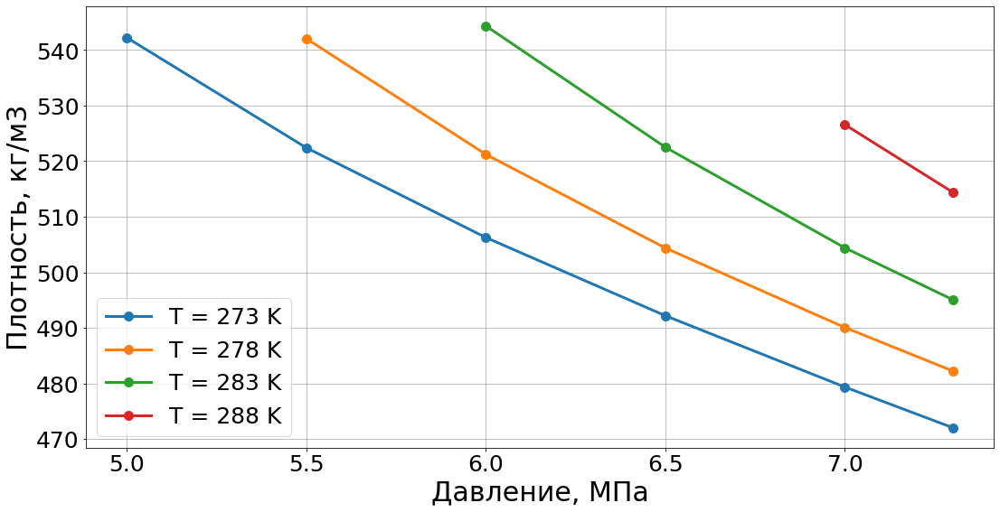 Плотность, кг/м3
540
530
520
510
500
490
480
470
T = 273 K
T = 278 K
T = 283 K
T = 288 K
5.0
5.5
6.0
6.5
7.0
Давление, МПа